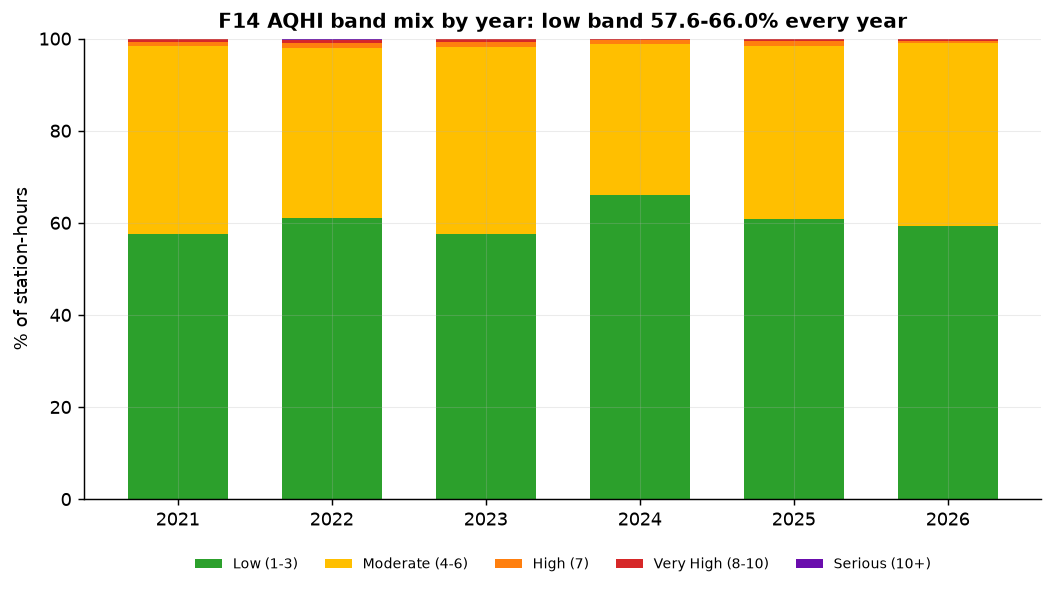 F14 AQHI band mix by year: low band 57.6-66.0% every year
% of station-hours
100
80
60
40
20
0
2021 2022 2023 2024 2025 2026
Low (1-3) Moderate (4-6) High (7) Very High (8-10) Serious (10+)